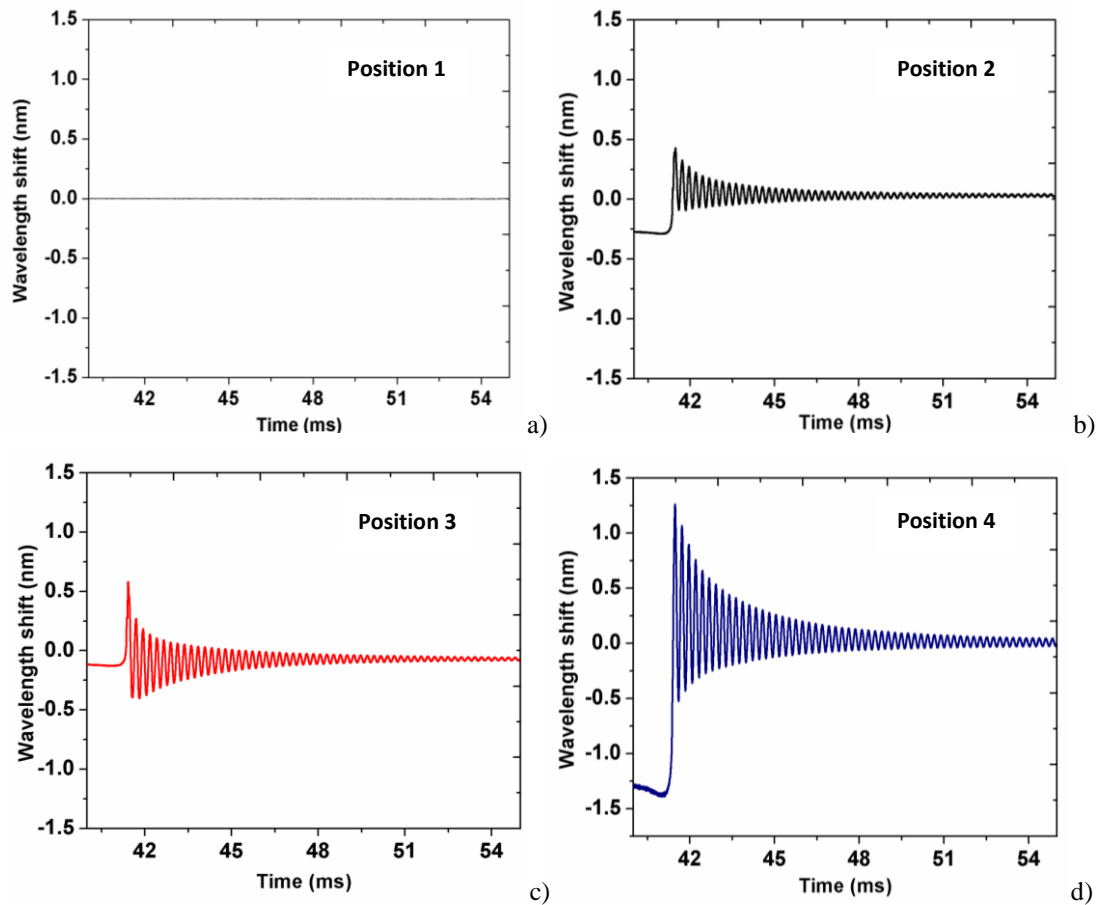 1.5
Position 1
1.0
0.5
0.0
-0.5
-1.0
-1.5
Wavelength shift (nm)
42 45 48 51 54
Time (ms)
a)
1.5
Position 2
1.0
0.5
0.0
-0.5
-1.0
-1.5
Wavelength shift (nm)
42 45 48 51 54
Time (ms)
b)
1.5
Position 3
1.0
0.5
0.0
-0.5
-1.0
-1.5
Wavelength shift (nm)
42 45 48 51 54
Time (ms)
c)
1.5
Position 4
1.0
0.5
0.0
-0.5
-1.0
-1.5
Wavelength shift (nm)
42 45 48 51 54
Time (ms)
d)